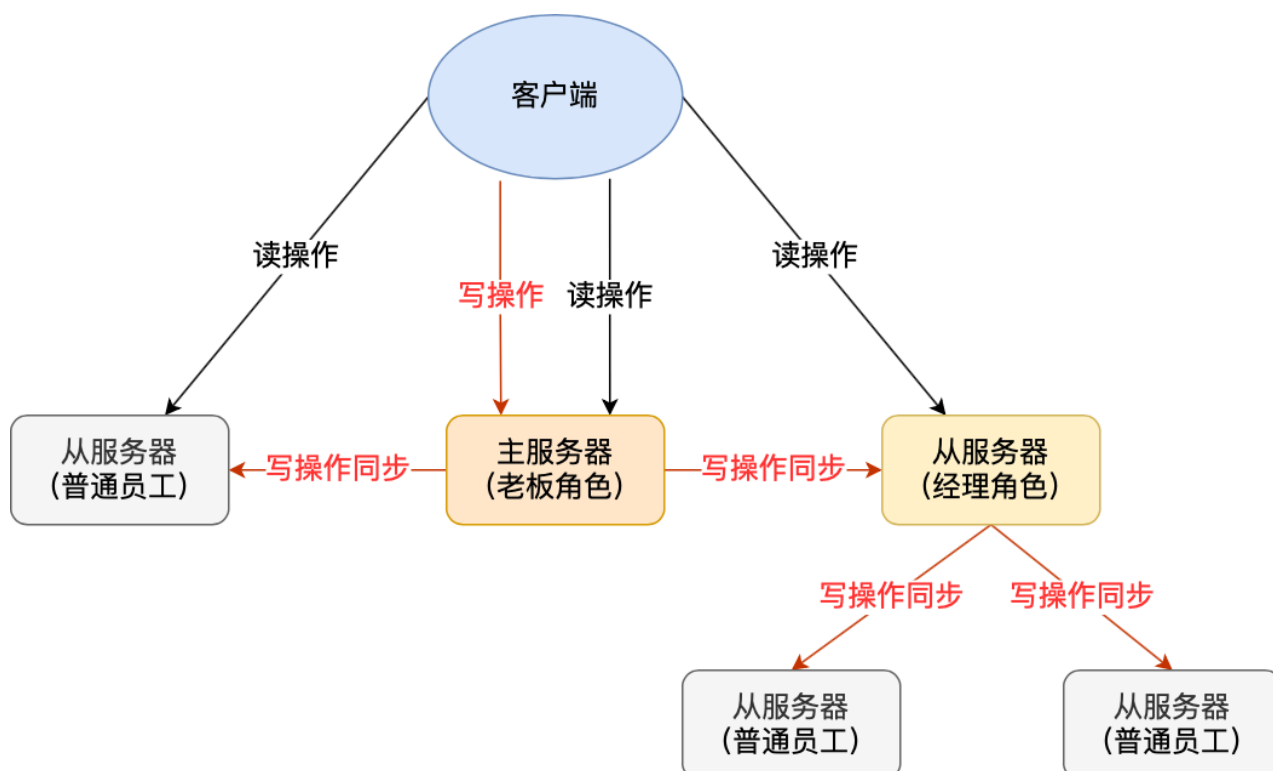 客户端
读操作
读操作
写操作
读操作
从服务器
（普通员工）
写操作同步
主服务器
（老板角色）
写操作同步
从服务器
（经理角色）
写操作同步
写操作同步
从服务器
（普通员工）
从服务器
（普通员工）